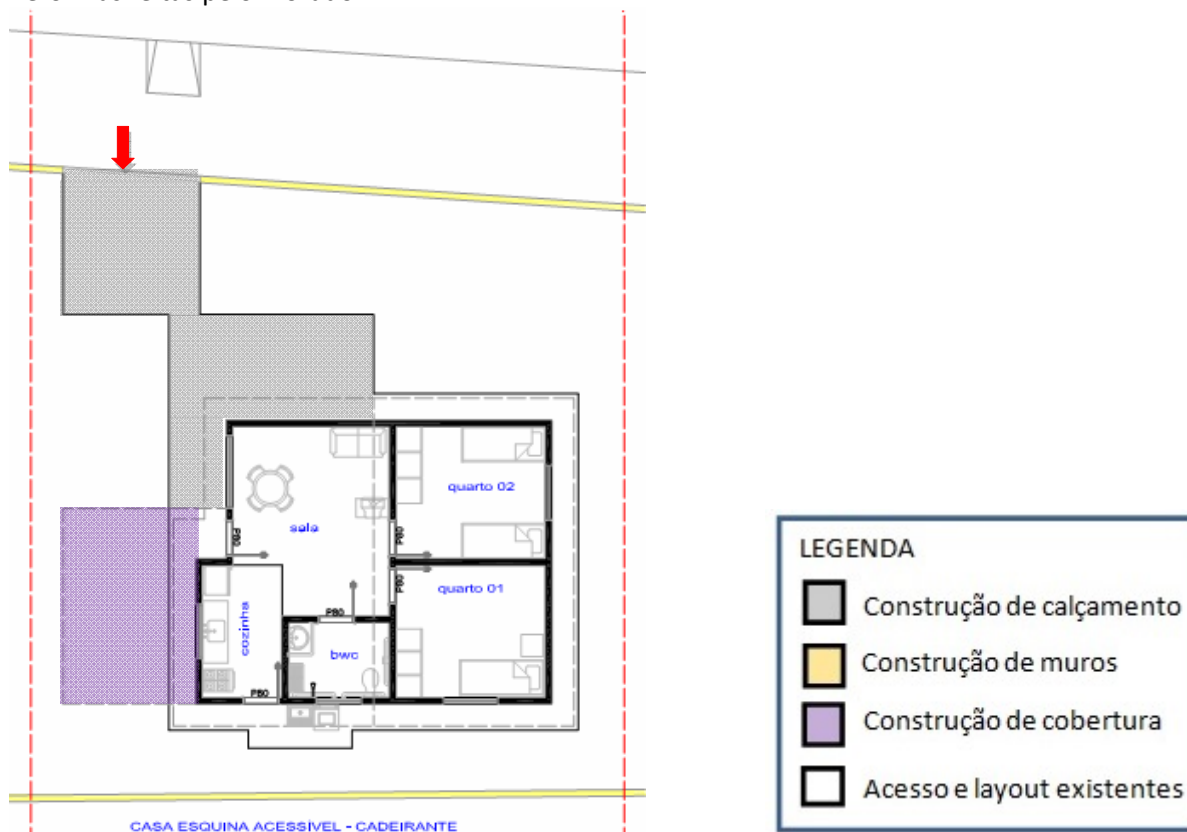 quarto 02
sala
P80
P80
P80
quarto 01
cozinha
P80
bwc
P80
CASA ESQUINA ACESSÍVEL - CADEIRANTE
LEGENDA
Construção de calçamento
Construção de muros
Construção de cobertura
Acesso e layout existentes